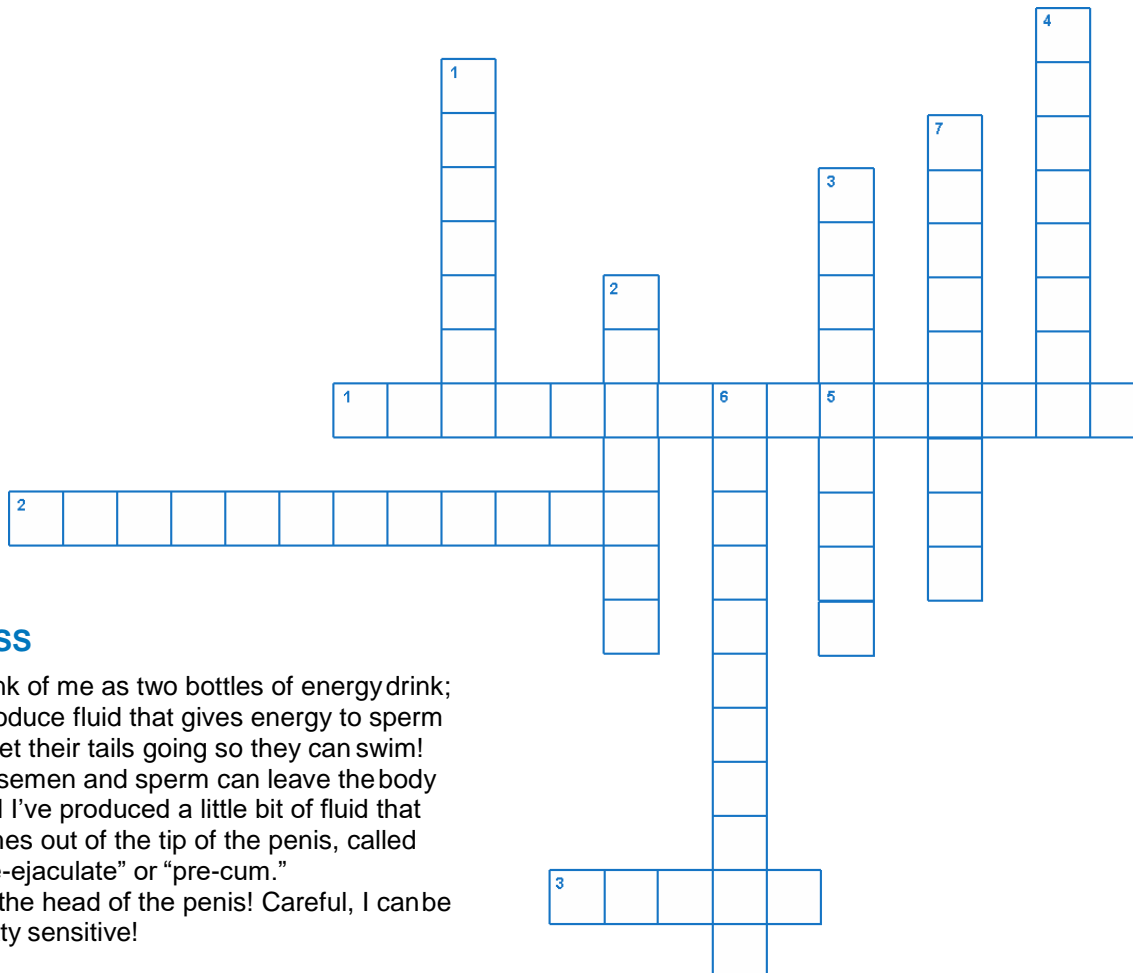 4
1
7
3
2
1 6 5
2
SS
nk of me as two bottles of energy drink;
oduce fluid that gives energy to sperm
et their tails going so they can swim!
semen and sperm can leave the body
l I've produced a little bit of fluid that
nes out of the tip of the penis, called
e-ejaculate” or “pre-cum.”
3
the head of the penis! Careful, I can be
ty sensitive!